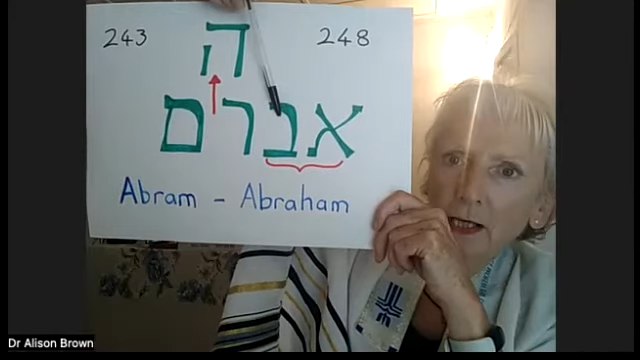 243 ה 248
אברם
Abram - Abraham
Dr Alison Brown